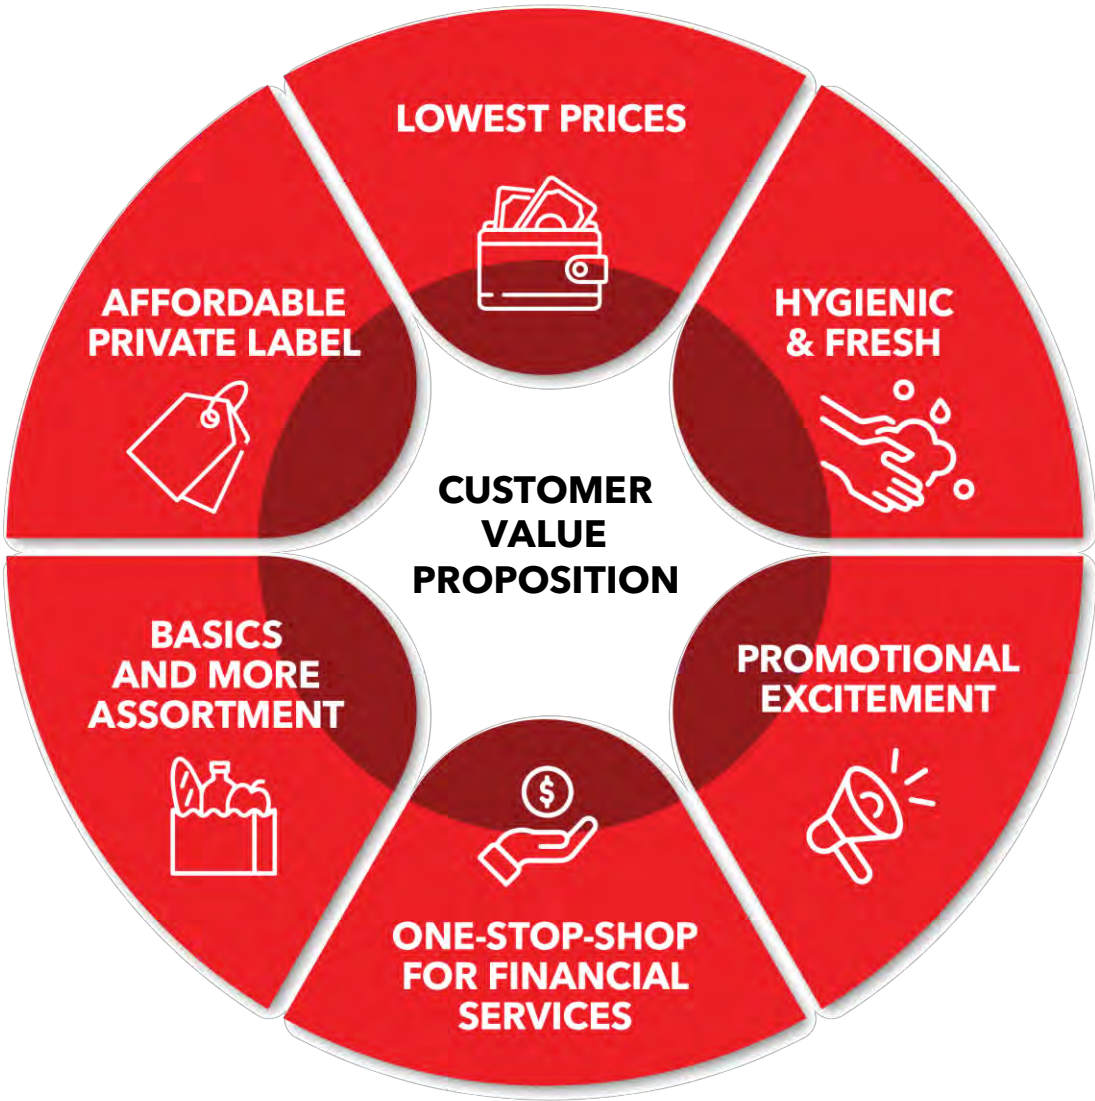 LOWEST PRICES
HYGIENIC
& FRESH
PROMOTIONAL
EXCITEMENT
ONE-STOP-SHOP
FOR FINANCIAL
SERVICES
BASICS
AND MORE
ASSORTMENT
AFFORDABLE
PRIVATE LABEL
CUSTOMER
VALUE
PROPOSITION
$